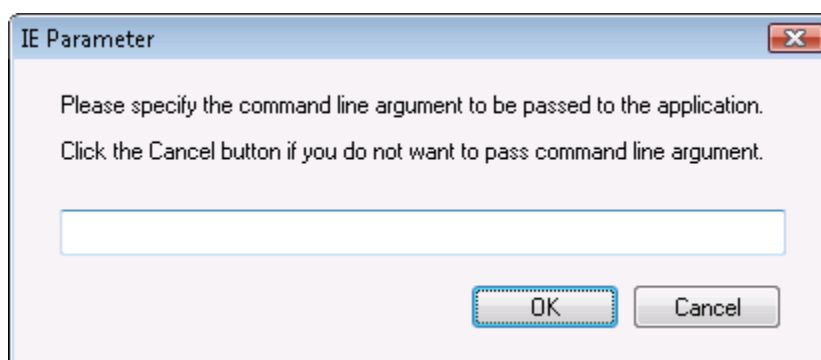 IE Parameter
Please specify the command line argument to be passed to the application.
Click the Cancel button if you do not want to pass command line argument.
OK
Cancel